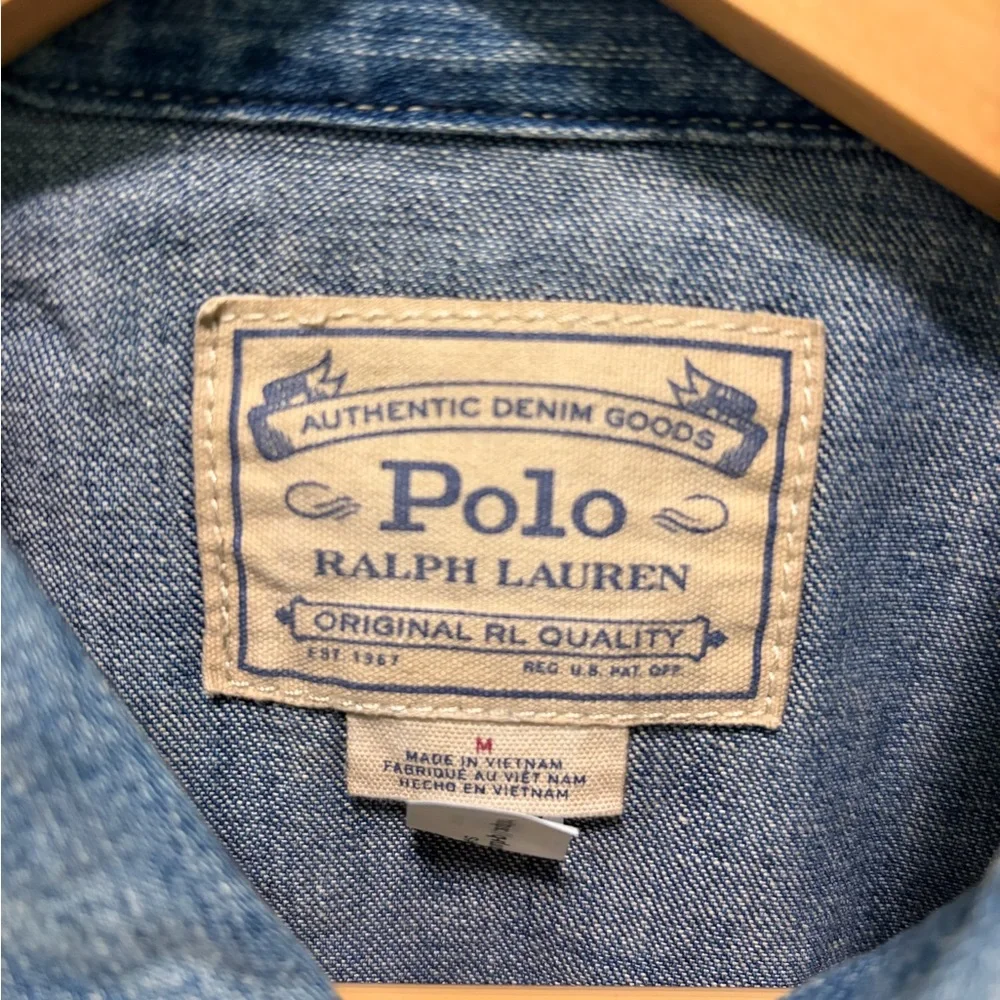 AUTHENTIC DENIM GOODS
Polo
RALPH LAUREN
ORIGINAL RL QUALITY
EST. 1967 REG. U.S. PAT. OFF.
M
MADE IN VIETNAM
FABRIQUÉ AU VIÊT NAM
HECHO EN VIETNAM